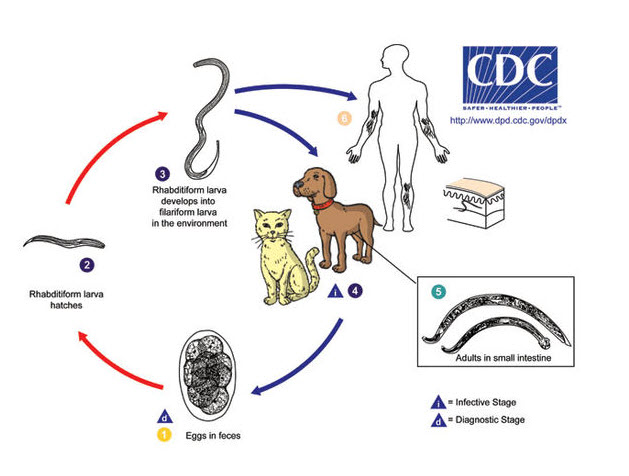 CDC
SAFER • HEALTHIER • PEOPLE™
http://www.dpd.cdc.gov/dpdx
6
3
Rhabditiform larva
develops into
filariform larva
in the environment
2
Rhabditiform larva
hatches
i 4
5
Adults in small intestine
d
1 Eggs in feces
i = Infective Stage
d = Diagnostic Stage